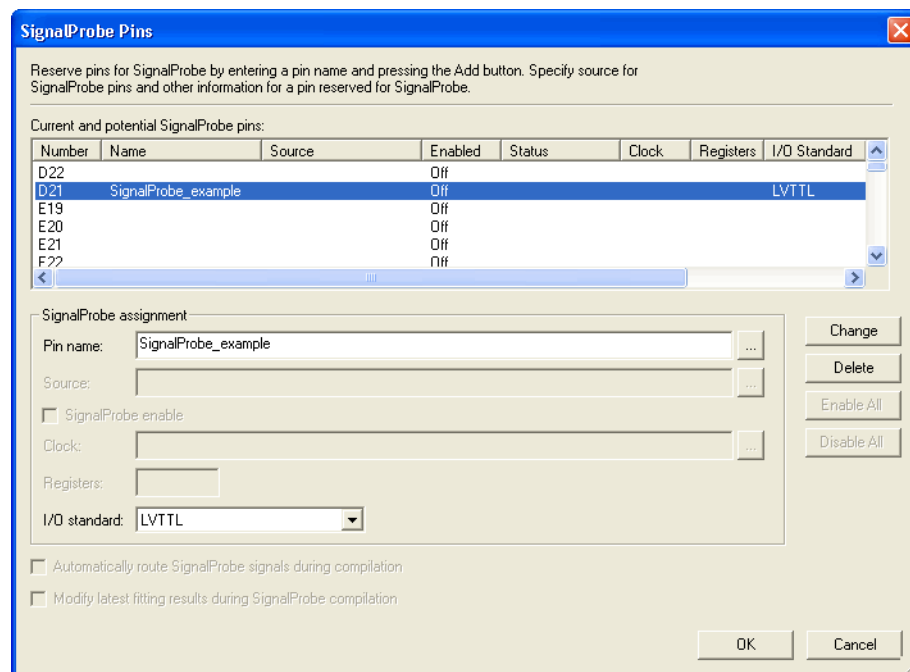 SignalProbe Pins
Reserve pins for SignalProbe by entering a pin name and pressing the Add button. Specify source for
SignalProbe pins and other information for a pin reserved for SignalProbe.
Current and potential SignalProbe pins:
Number Name Source Enabled Status Clock Registers I/O Standard
D22 Off
D21 SignalProbe_example Off LVTTL
E19 Off
E20 Off
E21 Off
E22 Off
SignalProbe assignment
Pin name: SignalProbe_example ...
Change
Source: ...
Delete
SignalProbe enable
Enable All
Clock: ...
Disable All
Registers:
I/O standard: LVTTL
Automatically route SignalProbe signals during compilation
Modify latest fitting results during SignalProbe compilation
OK Cancel